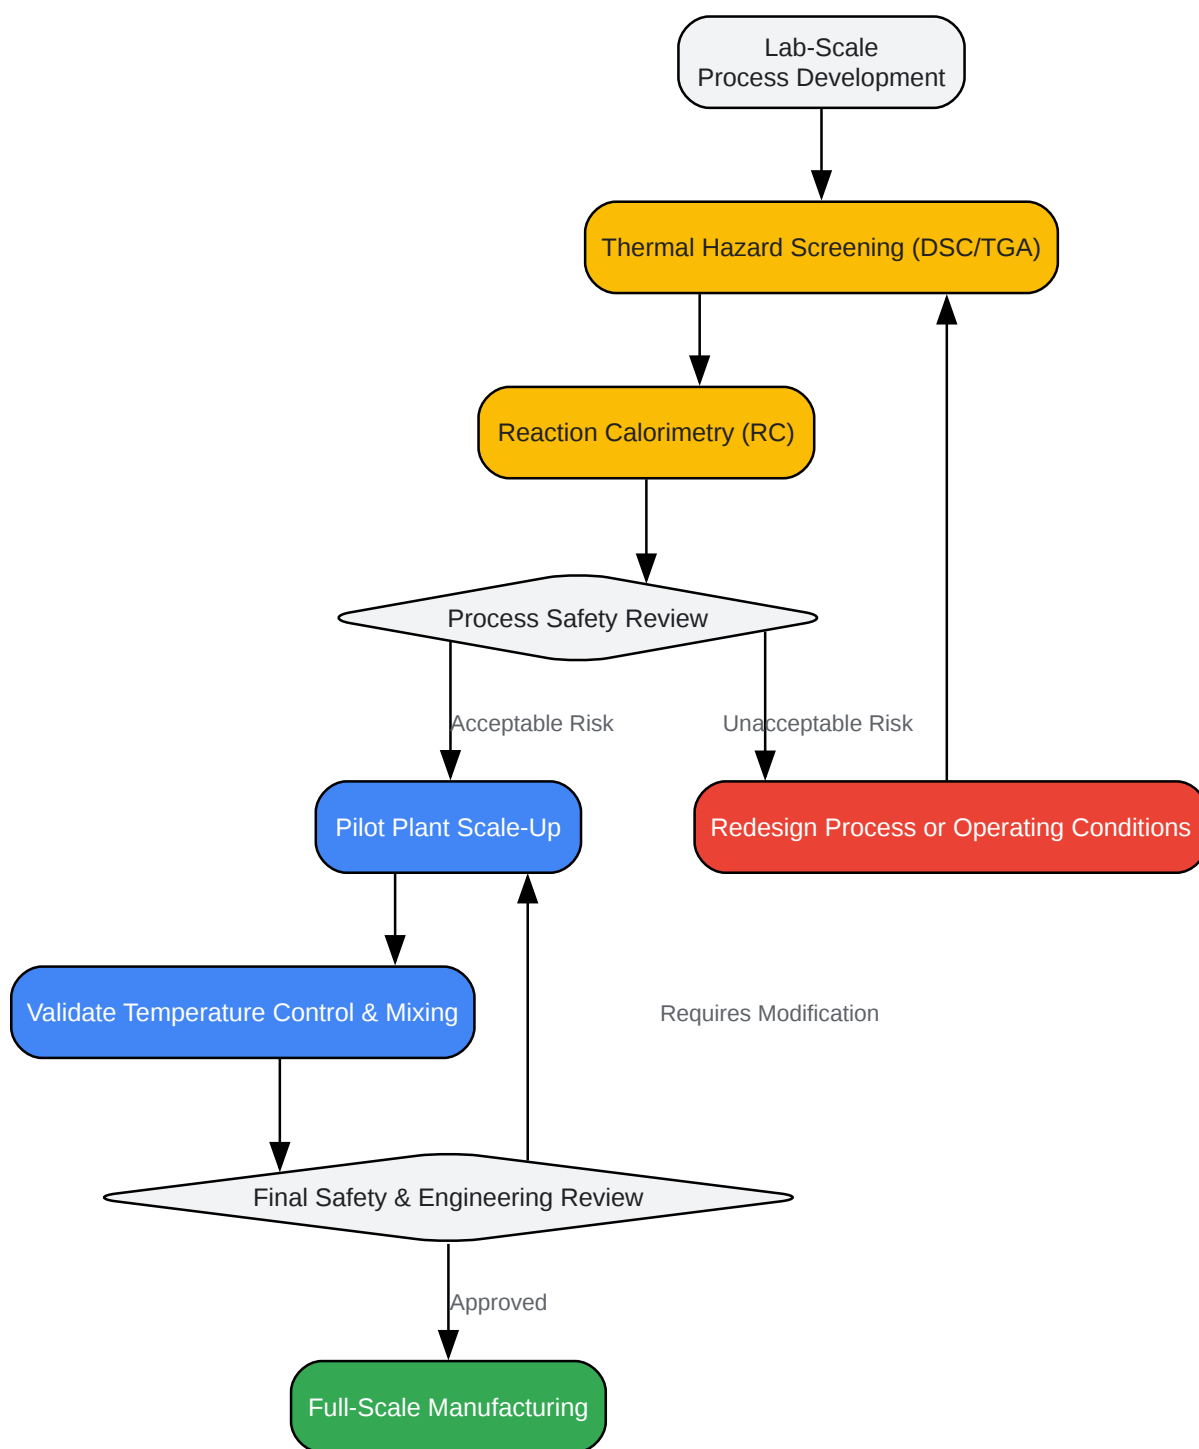 Lab-Scale
Process Development
Thermal Hazard Screening (DSC/TGA)
Reaction Calorimetry (RC)
Process Safety Review
Acceptable Risk
Unacceptable Risk
Pilot Plant Scale-Up
Redesign Process or Operating Conditions
Validate Temperature Control & Mixing
Requires Modification
Final Safety & Engineering Review
Approved
Full-Scale Manufacturing